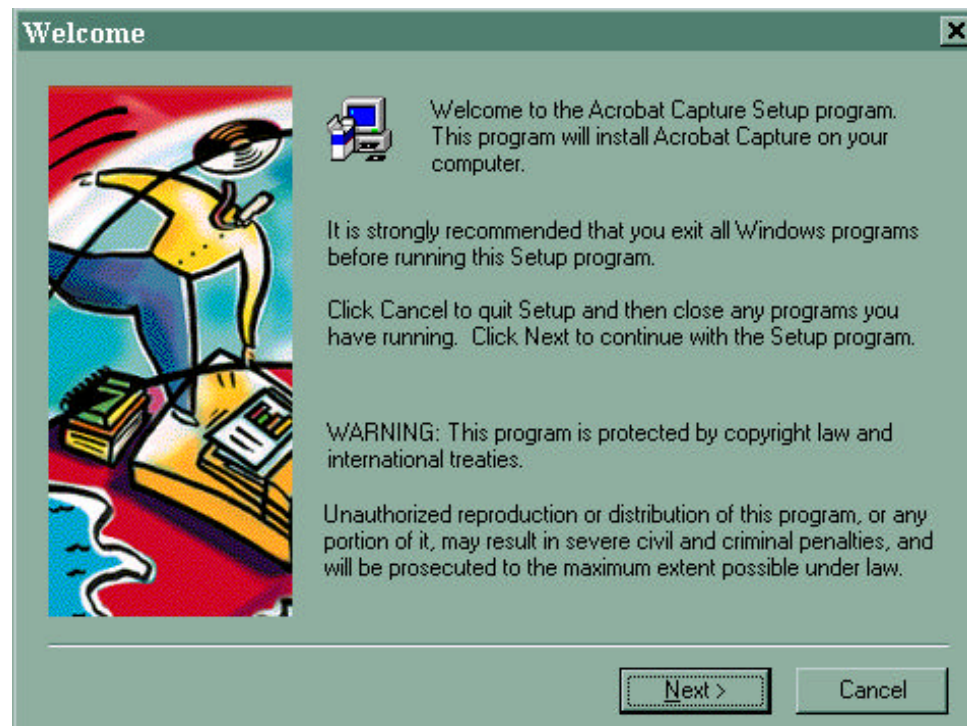 Welcome
Welcome to the Acrobat Capture Setup program.
This program will install Acrobat Capture on your
computer.
It is strongly recommended that you exit all Windows programs
before running this Setup program.
Click Cancel to quit Setup and then close any programs you
have running.  Click Next to continue with the Setup program.
WARNING: This program is protected by copyright law and
international treaties.
Unauthorized reproduction or distribution of this program, or any
portion of it, may result in severe civil and criminal penalties, and
will be prosecuted to the maximum extent possible under law.
Next >
Cancel